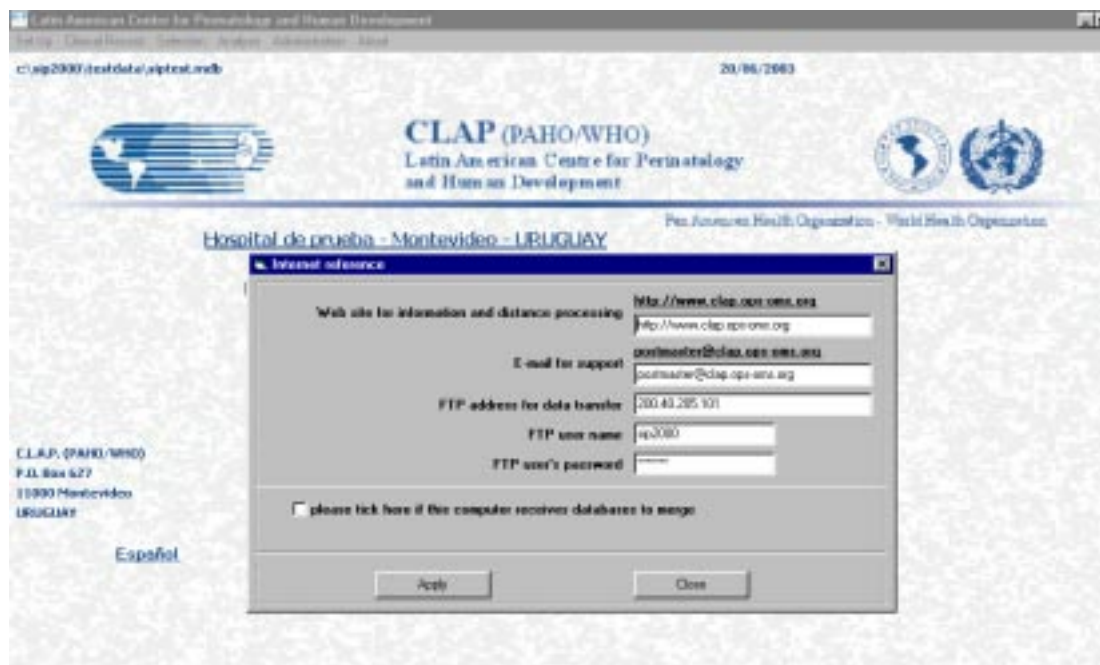 Latin American Center for Perinatology and Human Development
Set Up Clinical Record Selection Analysis Administration About
c:\sip2000\testdata\siptest.mdb
20/06/2003
CLAP (PAHO/WHO)
Latin American Centre for Perinatology
and Human Development
Pan American Health Organization - World Health Organization
Hospital de prueba - Montevideo - URUGUAY
Internet reference
http://www.clap.ops-oms.org
Web site for information and distance processing
http://www.clap.ops-oms.org
postmaster@clap.ops-oms.org
E-mail for support
postmaster@clap.ops-oms.org
FTP address for data transfer
200.40.205.101
FTP user name
sip2000
FTP user's password
C.L.A.P. (PAHO/WHO)
P.O. Box 627
11000 Montevideo
URUGUAY
please tick here if this computer receives databases to merge
Español
Apply
Close